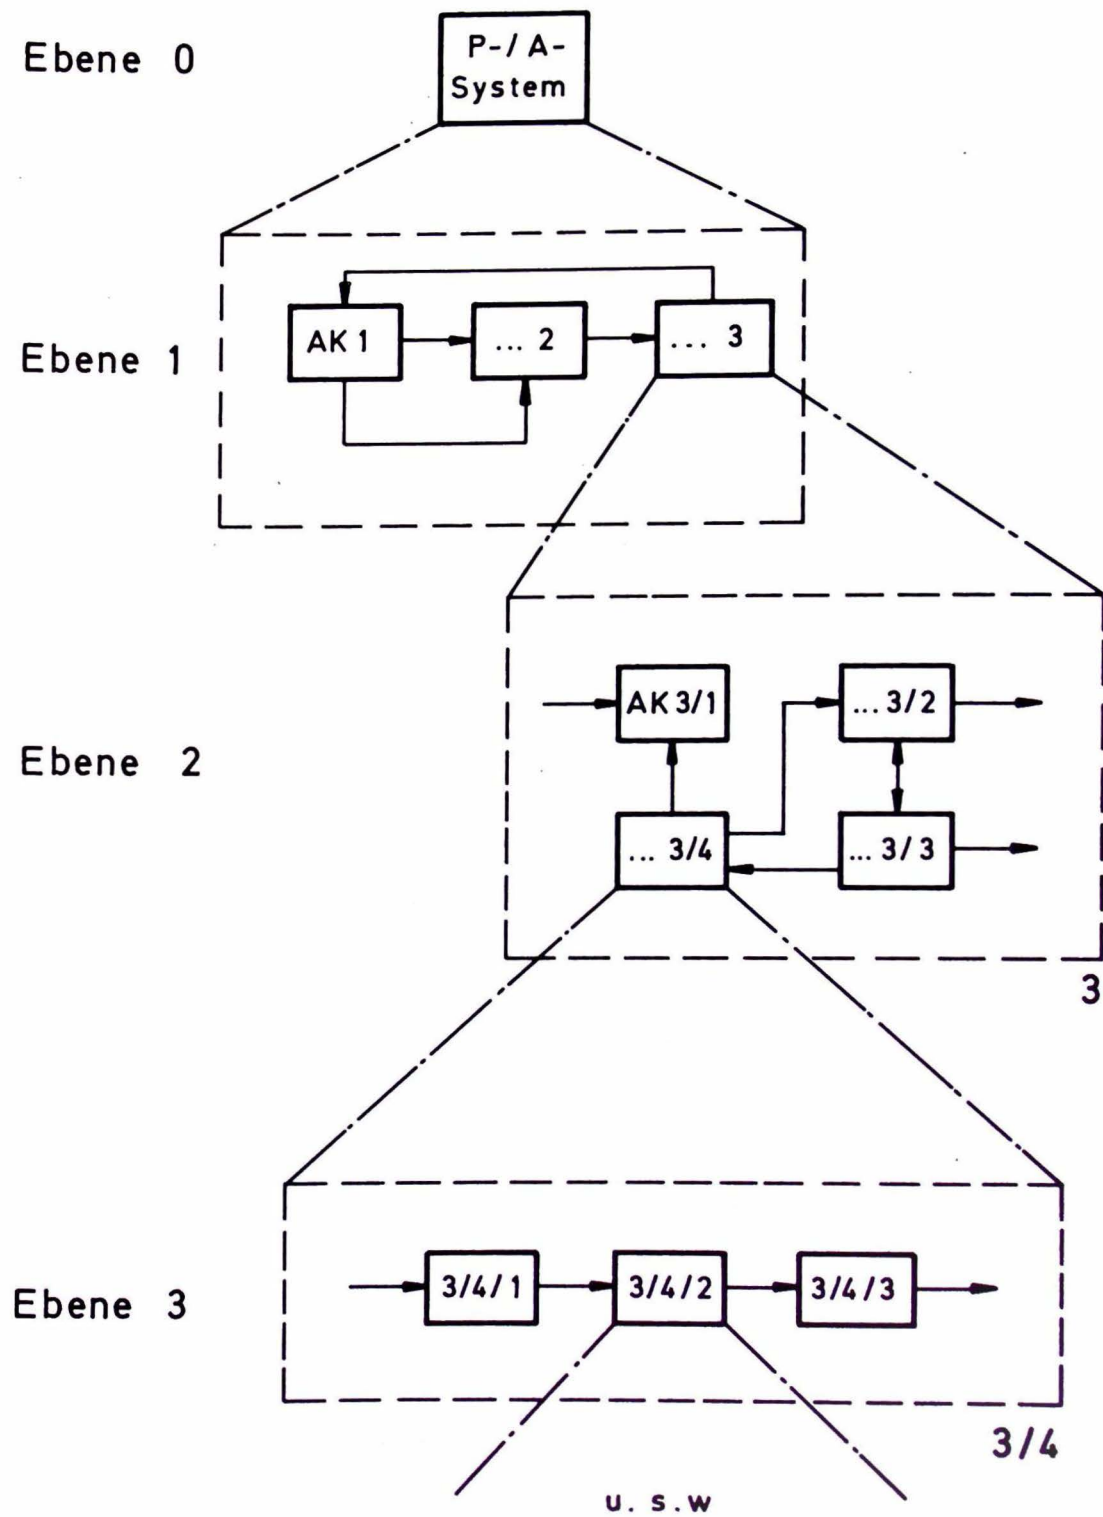 Ebene 0
P-/A-
System
Ebene 1
AK 1
... 2
... 3
Ebene 2
AK 3/1
... 3/2
... 3/4
... 3/3
3
Ebene 3
3/4/1
3/4/2
3/4/3
3/4
u. s. w